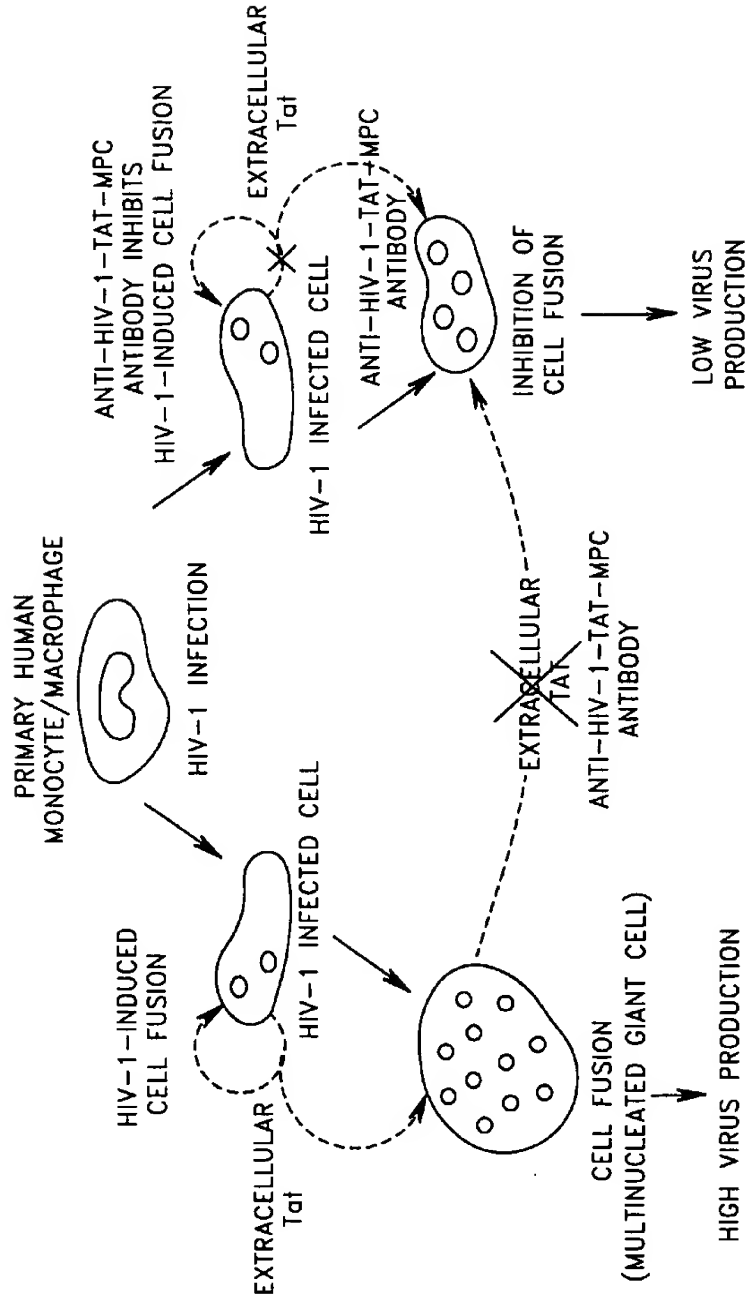 PRIMARY HUMAN
MONOCYTE/MACROPHAGE
HIV-1 INFECTION
HIV-1-INDUCED
CELL FUSION
EXTRACELLULAR
Tat
HIV-1 INFECTED CELL
CELL FUSION
(MULTINUCLEATED GIANT CELL)
HIGH VIRUS PRODUCTION
ANTI-HIV-1-TAT-MPC
ANTIBODY INHIBITS
HIV-1-INDUCED CELL FUSION
EXTRACELLULAR
Tat
HIV-1 INFECTED CELL
ANTI-HIV-1-TAT-MPC
ANTIBODY
INHIBITION OF
CELL FUSION
LOW VIRUS
PRODUCTION
EXTRACELLULAR
TAT
ANTI-HIV-1-TAT-MPC
ANTIBODY